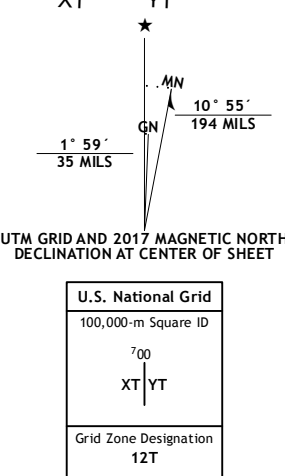 XT YT
★
MN
GN
10° 55´
194 MILS
1° 59´
35 MILS
UTM GRID AND 2017 MAGNETIC NORTH
DECLINATION AT CENTER OF SHEET
U.S. National Grid
100,000-m Square ID
⁷00
XT YT
Grid Zone Designation
12T